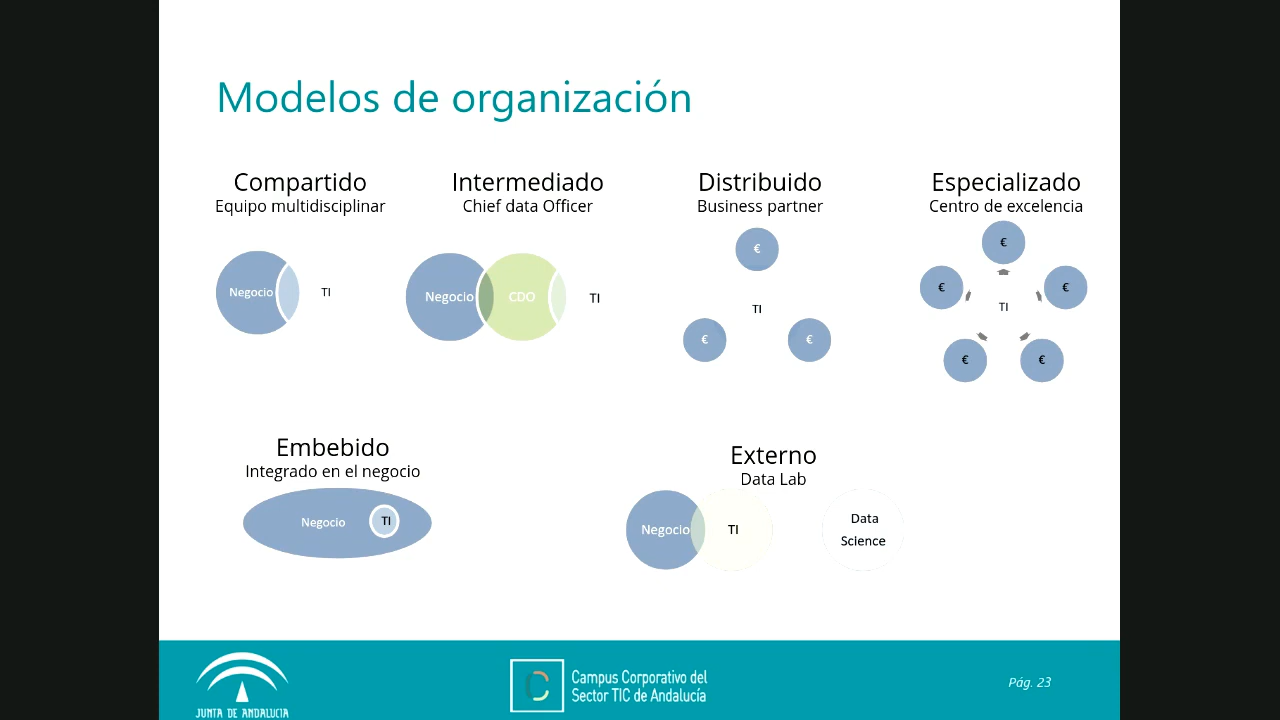 Modelos de organización
Compartido
Equipo multidisciplinar
Negocio
TI
Intermediado
Chief data Officer
Negocio
CDO
TI
Distribuido
Business partner
€
TI
€
€
Especializado
Centro de excelencia
€
€
€
TI
€
€
Embebido
Integrado en el negocio
Negocio
TI
Externo
Data Lab
Negocio
TI
Data
Science
JUNTA DE ANDALUCIA
Campus Corporativo del
Sector TIC de Andalucía
Pág. 23